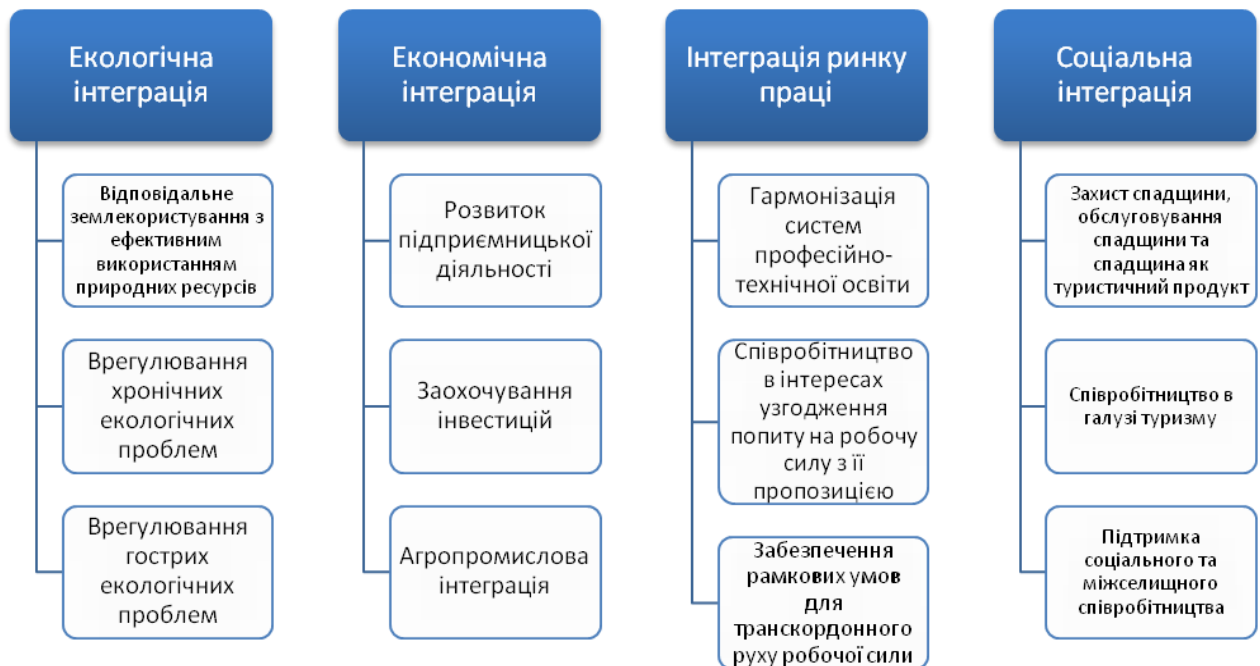 Екологічна
інтеграція
Відповідальне
землекористування з
ефективним
використанням
природних ресурсів
Врегулювання
хронічних
екологічних
проблем
Врегулювання
гострих
екологічних
проблем
Економічна
інтеграція
Розвиток
підприємницької
діяльності
Заохочування
інвестицій
Агропромислова
інтеграція
Інтеграція ринку
праці
Гармонізація
систем
професійно-
технічної освіти
Співробітництво
в інтересах
узгодження
попиту на робочу
силу з її
пропозицією
Забезпечення
рамкових умов
для
транскордонного
руху робочої сили
Соціальна
інтеграція
Захист спадщини,
обслуговування
спадщини та
спадщина як
туристичний продукт
Співробітництво в
галузі туризму
Підтримка
соціального та
міжселищного
співробітництва